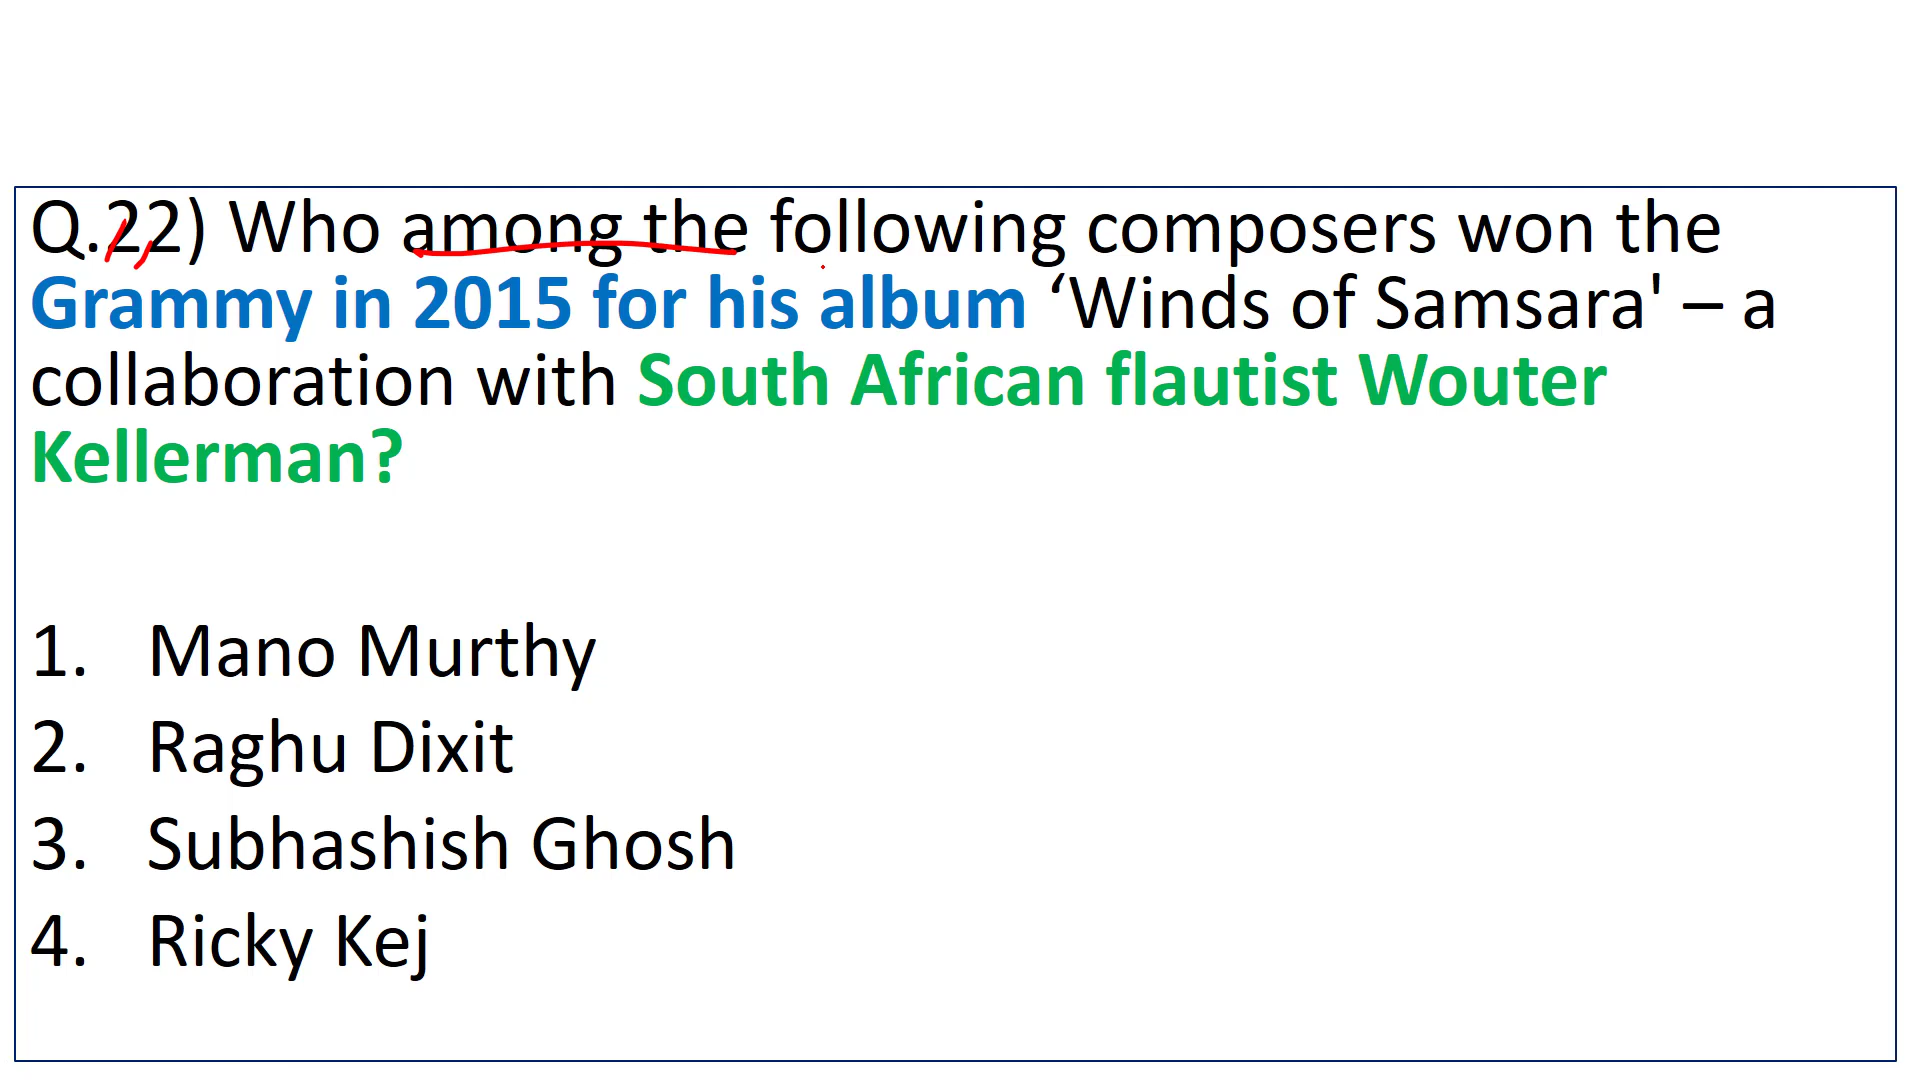 Q.22) Who among the following composers won the
Grammy in 2015 for his album ‘Winds of Samsara' – a
collaboration with South African flautist Wouter
Kellerman?
1. Mano Murthy
2. Raghu Dixit
3. Subhashish Ghosh
4. Ricky Kej